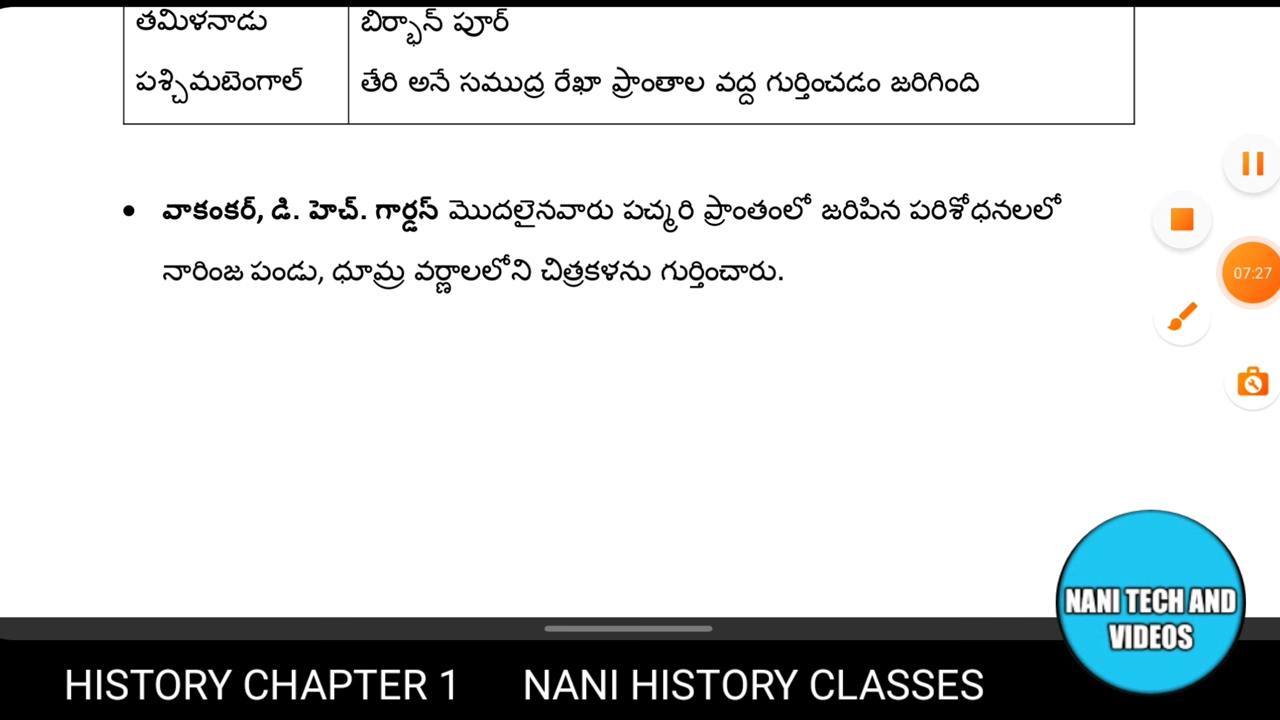 తమిళనాడు బిర్భాన్ పూర్
పశ్చిమబెంగాల్ తేరి అనే సముద్ర రేఖా ప్రాంతాల వద్ద గుర్తించడం జరిగింది
• వాకంకర్, డి. హెచ్. గార్డన్ మొదలైనవారు పచ్మరి ప్రాంతంలో జరిపిన పరిశోధనలలో
నారింజ పండు, ధూమ్ర వర్ణాలలోని చిత్రకళను గుర్తించారు.
07:27
NANI TECH AND
VIDEOS
HISTORY CHAPTER 1 NANI HISTORY CLASSES